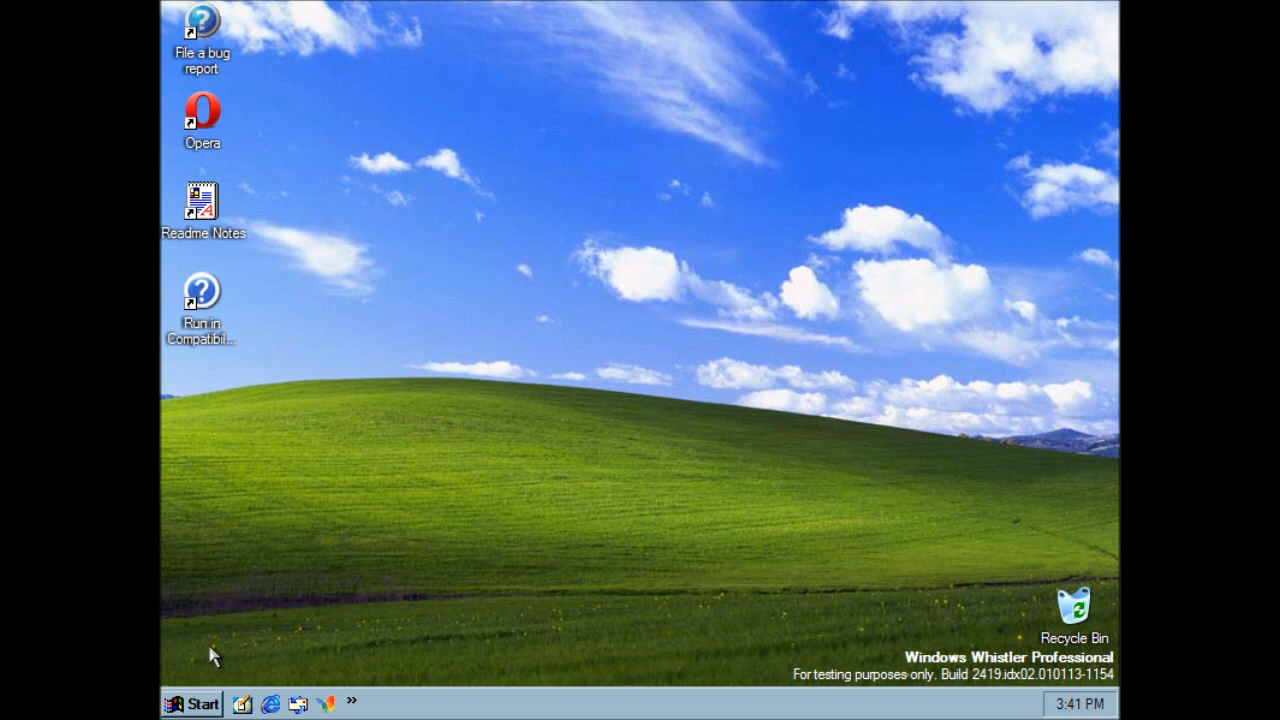 File a bug
report
Opera
Readme Notes
Run in
Compatibil...
Recycle Bin
Windows Whistler Professional
For testing purposes only. Build 2419.idx02.010113-1154
Start
»
3:41 PM